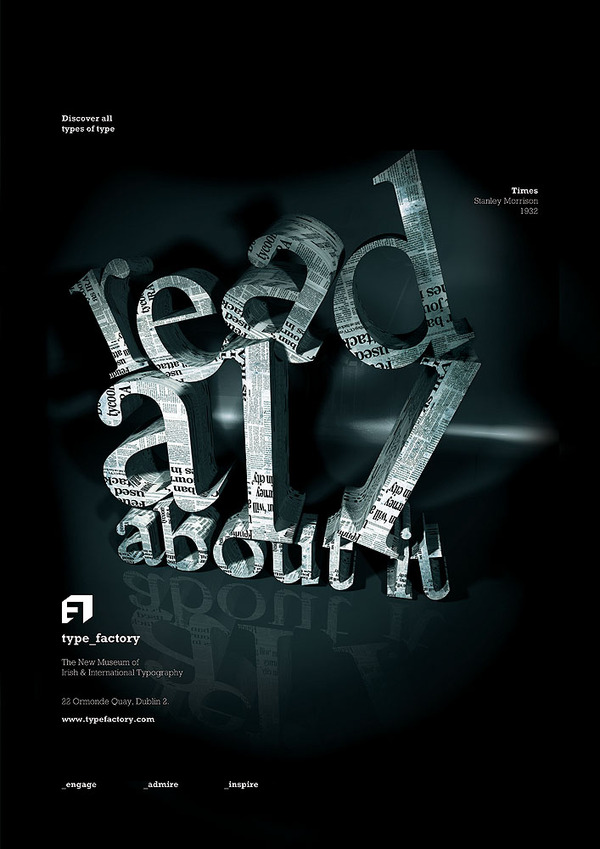 Discover all
types of type
Times
Stanley Morrison
1932
read
all
about it
type_factory
The New Museum of
Irish & International Typography
22 Ormonde Quay, Dublin 2.
www.typefactory.com
_engage _admire _inspire